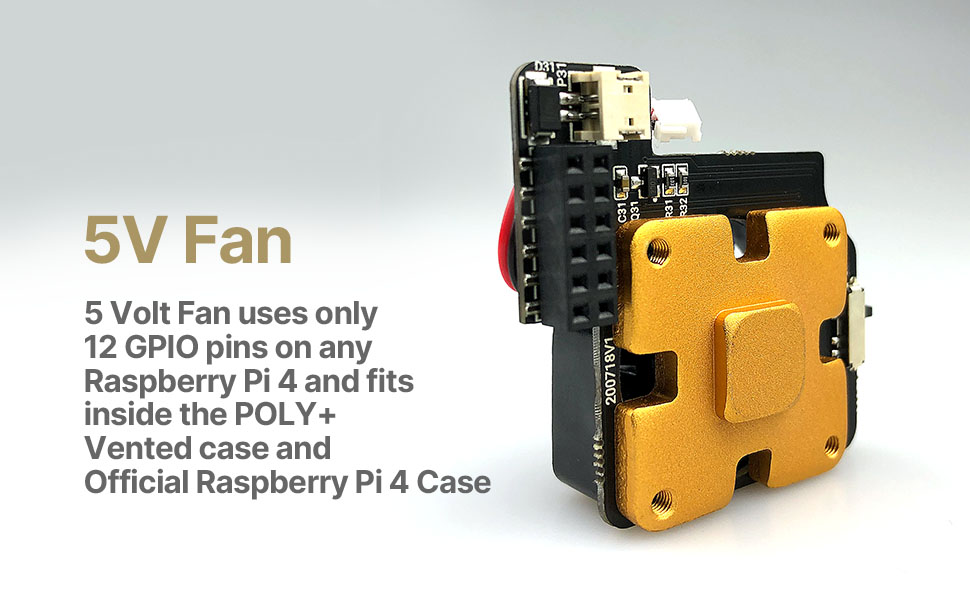 5V Fan
5 Volt Fan uses only
12 GPIO pins on any
Raspberry Pi 4 and fits
inside the POLY+
Vented case and
Official Raspberry Pi 4 Case
D31
P31
C31
Q31
R31
R32
200718V1